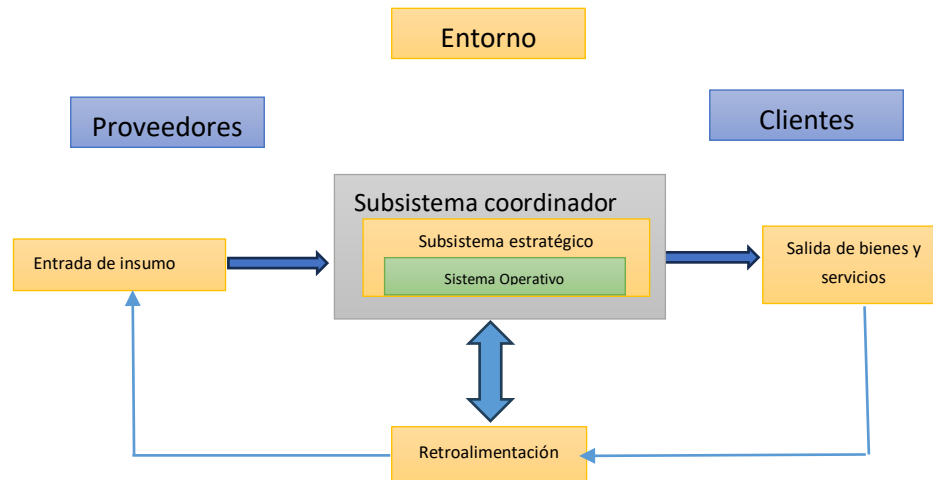 Entorno
Proveedores
Clientes
Subsistema coordinador
Subsistema estratégico
Sistema Operativo
Entrada de insumo
Salida de bienes y
servicios
Retroalimentación